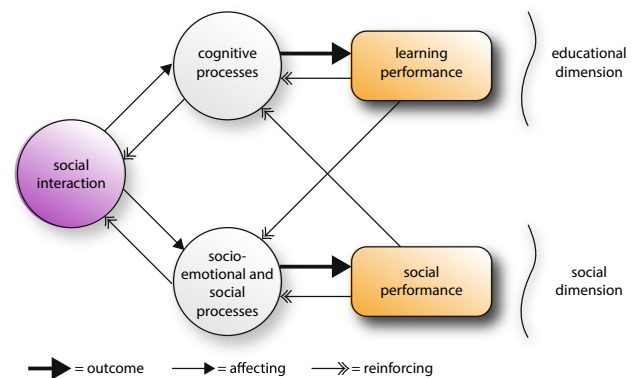 cognitive
processes
learning
performance
educational
dimension
social
interaction
socio-
emotional and
social
processes
social
performance
social
dimension
= outcome
= affecting
= reinforcing